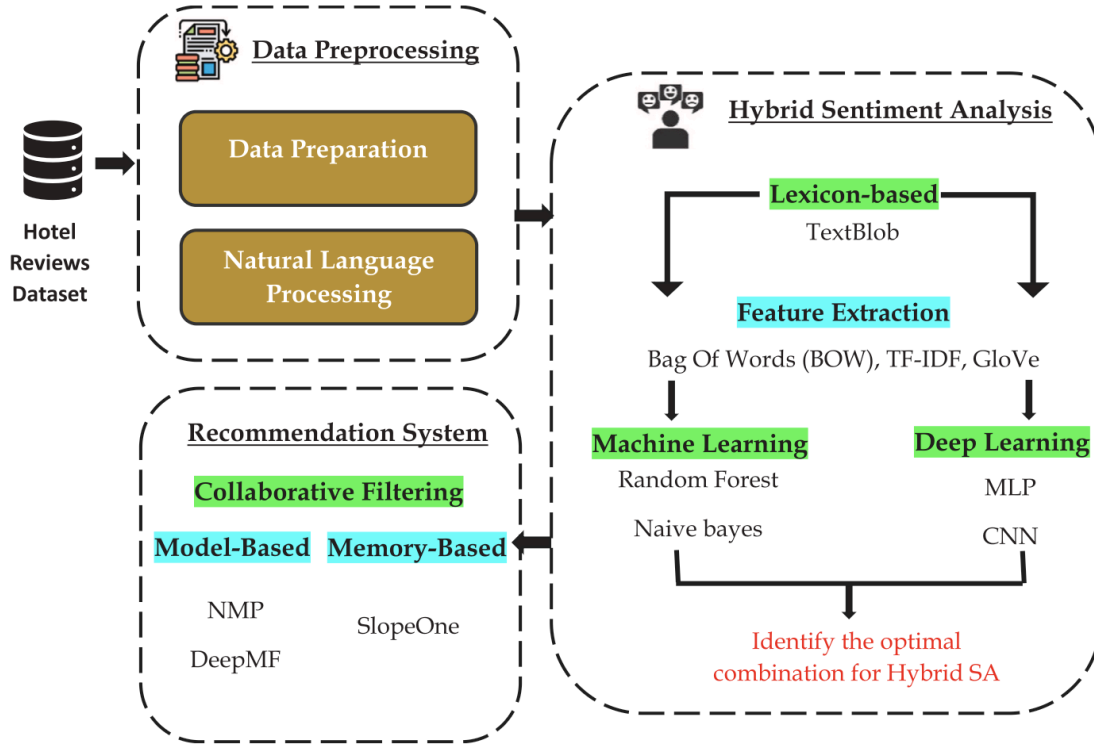 Data Preprocessing
Data Preparation
Natural Language
Processing
Hotel
Reviews
Dataset
Hybrid Sentiment Analysis
Lexicon-based
TextBlob
Feature Extraction
Bag Of Words (BOW), TF-IDF, GloVe
Machine Learning
Random Forest
Naive bayes
Deep Learning
MLP
CNN
Identify the optimal
combination for Hybrid SA
Recommendation System
Collaborative Filtering
Model-Based
NMP
DeepMF
Memory-Based
SlopeOne